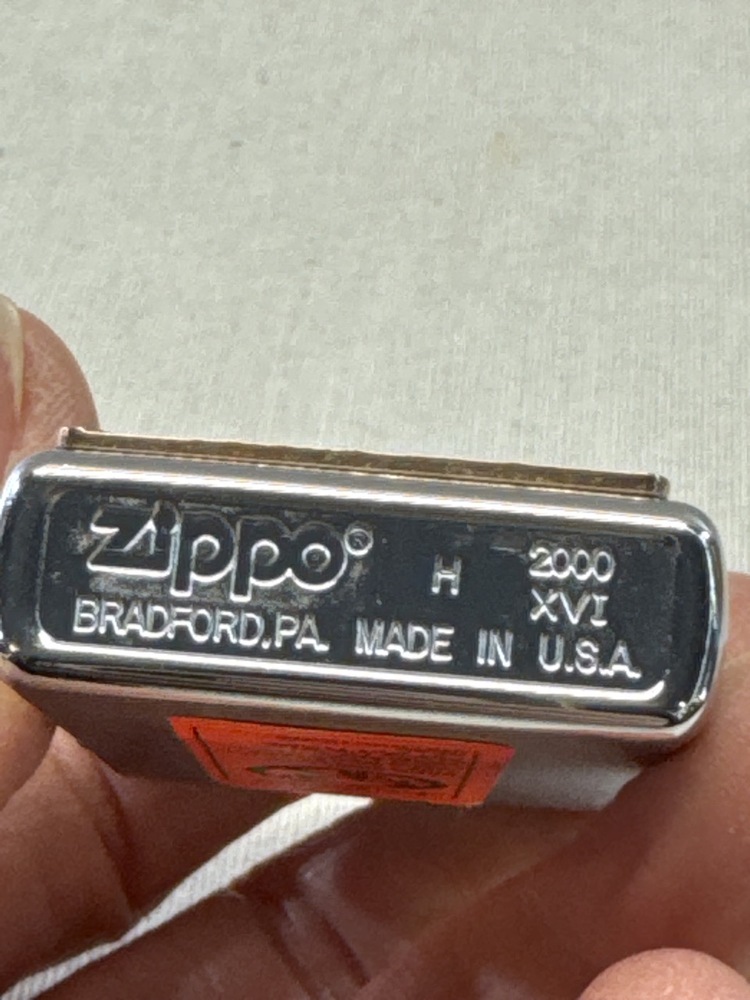 Zippo® H 2000
XVI
BRADFORD,PA. MADE IN U.S.A.